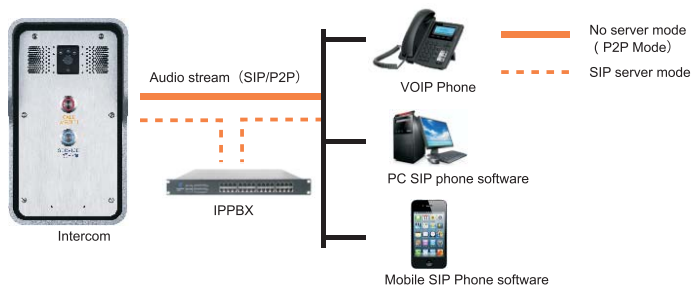 No server mode
( P2P Mode)
Audio stream（SIP/P2P）
SIP server mode
VOIP Phone
PC SIP phone software
IPPBX
Intercom
Mobile SIP Phone software